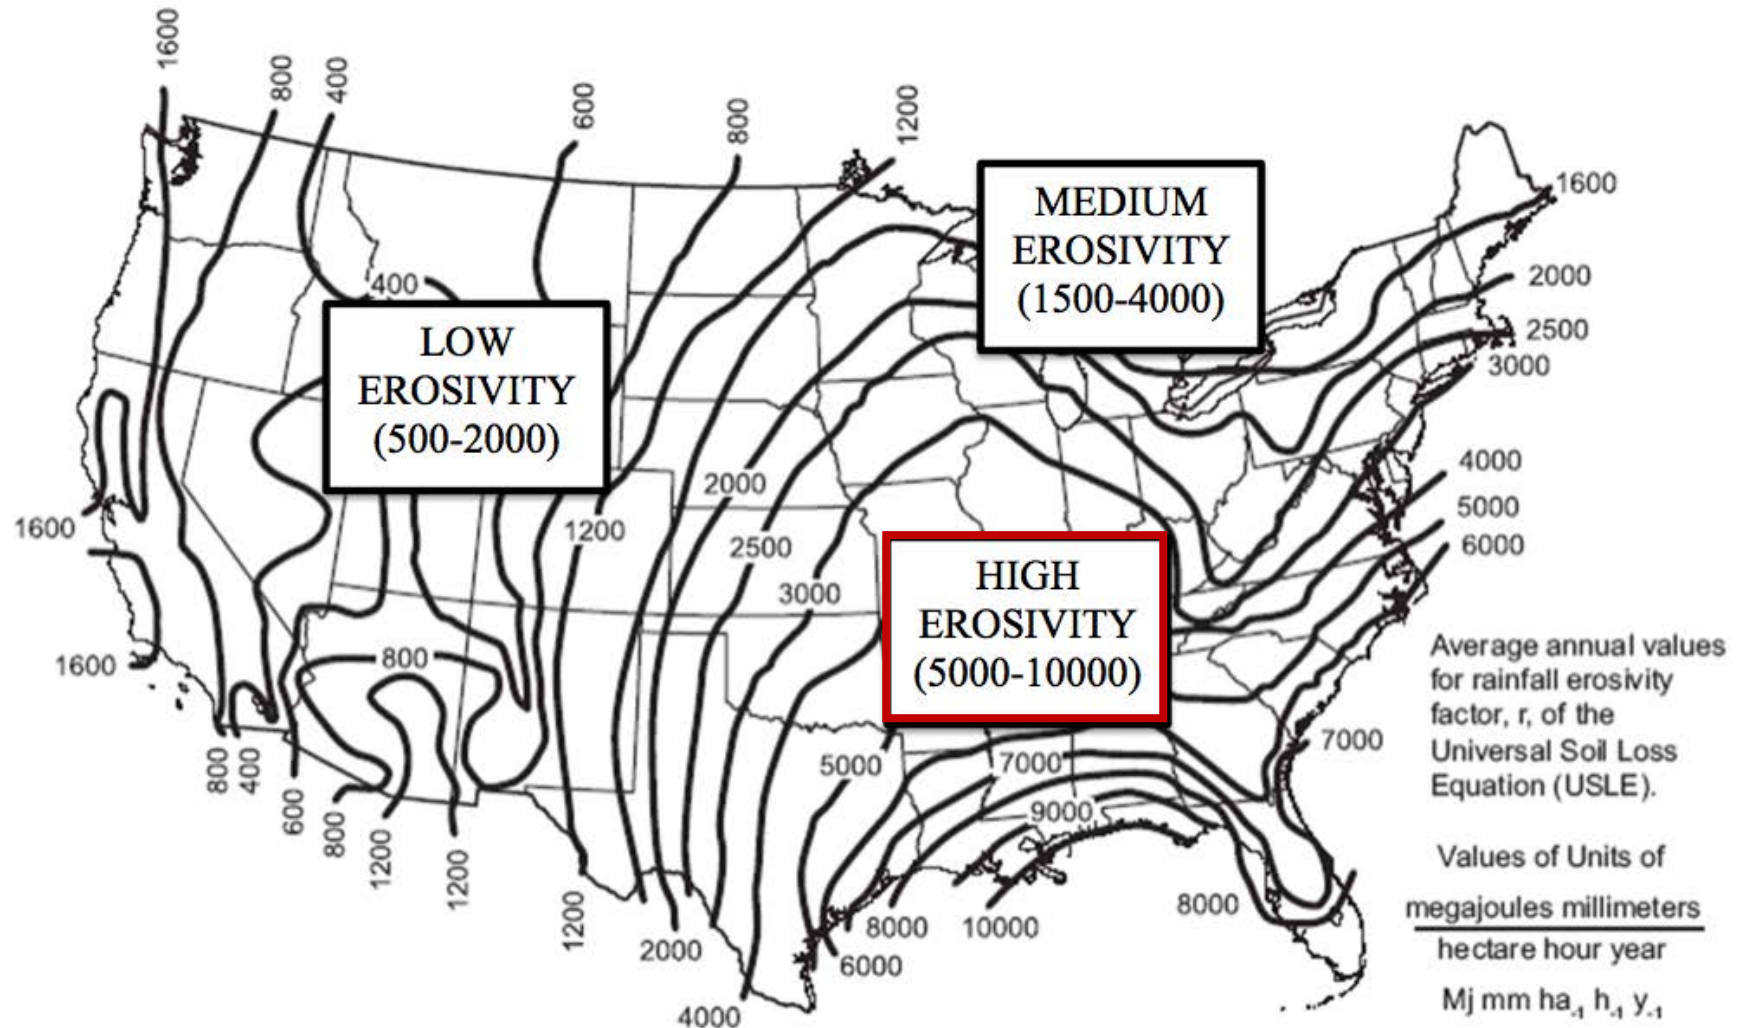 1600
800
400
600
800
1200
MEDIUM
EROSIVITY
(1500-4000)
1600
2000
2500
3000
400
LOW
EROSIVITY
(500-2000)
2000
1200
2500
3000
1600
4000
5000
6000
HIGH
EROSIVITY
(5000-10000)
1600
800
Average annual values
for rainfall erosivity
factor, r, of the
Universal Soil Loss
Equation (USLE).
7000
5000
7000
9000
800
400
600
800
1200
1200
1200
2000
4000
6000
8000
10000
8000
Values of Units of
megajoules millimeters
hectare hour year
Mj mm ha-1 h-1 y-1